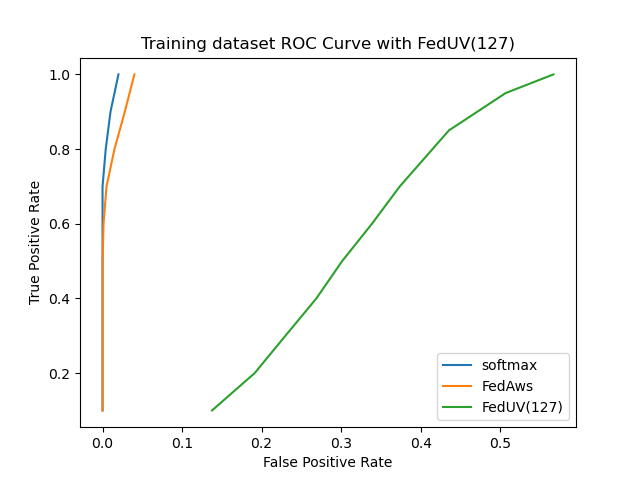 Training dataset ROC Curve with FedUV(127)
True Positive Rate
1.0
0.8
0.6
0.4
0.2
softmax
FedAws
FedUV(127)
0.0 0.1 0.2 0.3 0.4 0.5
False Positive Rate